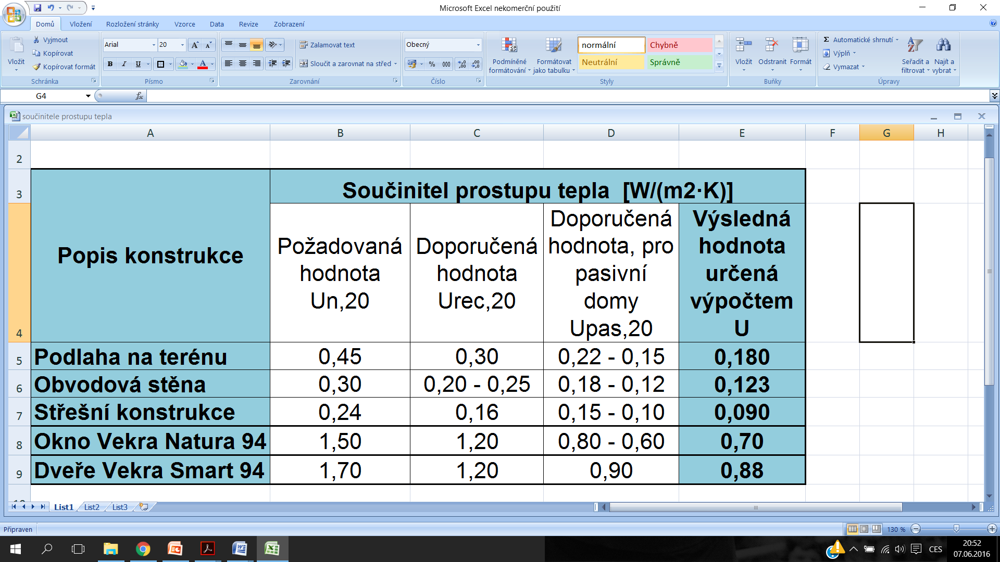 Microsoft Excel nekomerční použití
Domů Vložení Rozložení stránky Vzorce Data Revize Zobrazení
Vložit
Vyjmout
Kopírovat
Kopírovat formát
Schránka
Arial 20
B I U
Písmo
Zalamovat text
Sloučit a zarovnat na střed
Zarovnání
Obecný
% 000
Číslo
Podmíněné formátování
Formátovat jako tabulku
normální Chybně
Neutrální Správně
Styly
Vložit Odstranit Formát
Buňky
Σ Automatické shrnutí
Výplň
Vymazat
Seřadit a filtrovat
Najít a vybrat
Úpravy
G4 fx
součinitele prostupu tepla
A B C D E F G H
2
3 Součinitel prostupu tepla [W/(m2·K)]
4 Popis konstrukce
Požadovaná
hodnota
Un,20
Doporučená
hodnota
Urec,20
Doporučená
hodnota, pro
pasivní
domy
Upas,20
Výsledná
hodnota
určená
výpočtem
U
5 Podlaha na terénu 0,45 0,30 0,22 - 0,15 0,180
6 Obvodová stěna 0,30 0,20 - 0,25 0,18 - 0,12 0,123
7 Střešní konstrukce 0,24 0,16 0,15 - 0,10 0,090
8 Okno Vekra Natura 94 1,50 1,20 0,80 - 0,60 0,70
9 Dveře Vekra Smart 94 1,70 1,20 0,90 0,88
List1 List2 List3
Připraven 130 %
CES 20:52
07.06.2016